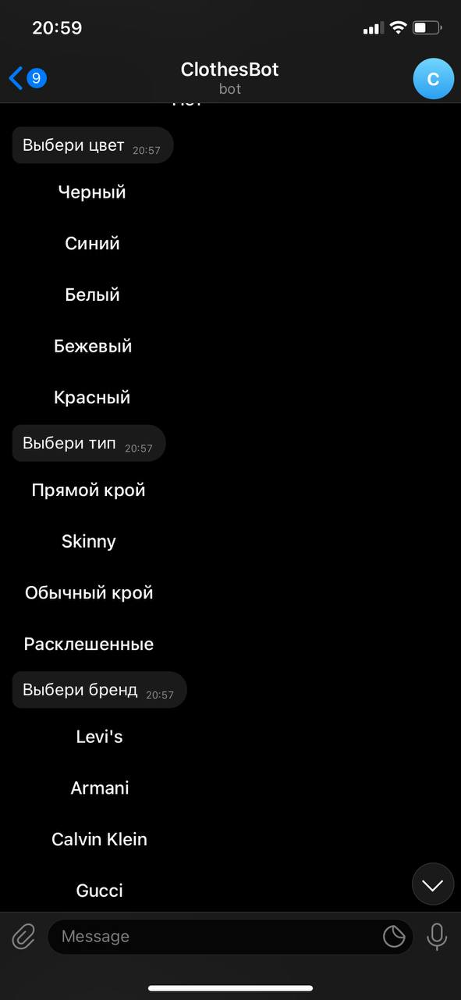 20:59
9
ClothesBot
bot
C
Выбери цвет 20:57
Черный
Синий
Белый
Бежевый
Красный
Выбери тип 20:57
Прямой крой
Skinny
Обычный крой
Расклешенные
Выбери бренд 20:57
Levi's
Armani
Calvin Klein
Gucci
Message